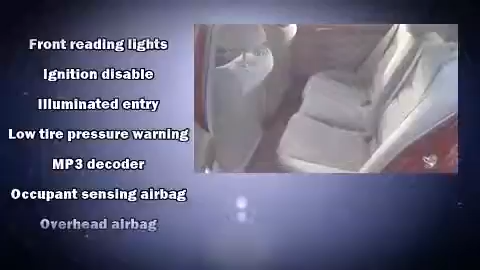 Front reading lights
Ignition disable
Illuminated entry
Low tire pressure warning
MP3 decoder
Occupant sensing airbag
Overhead airbag